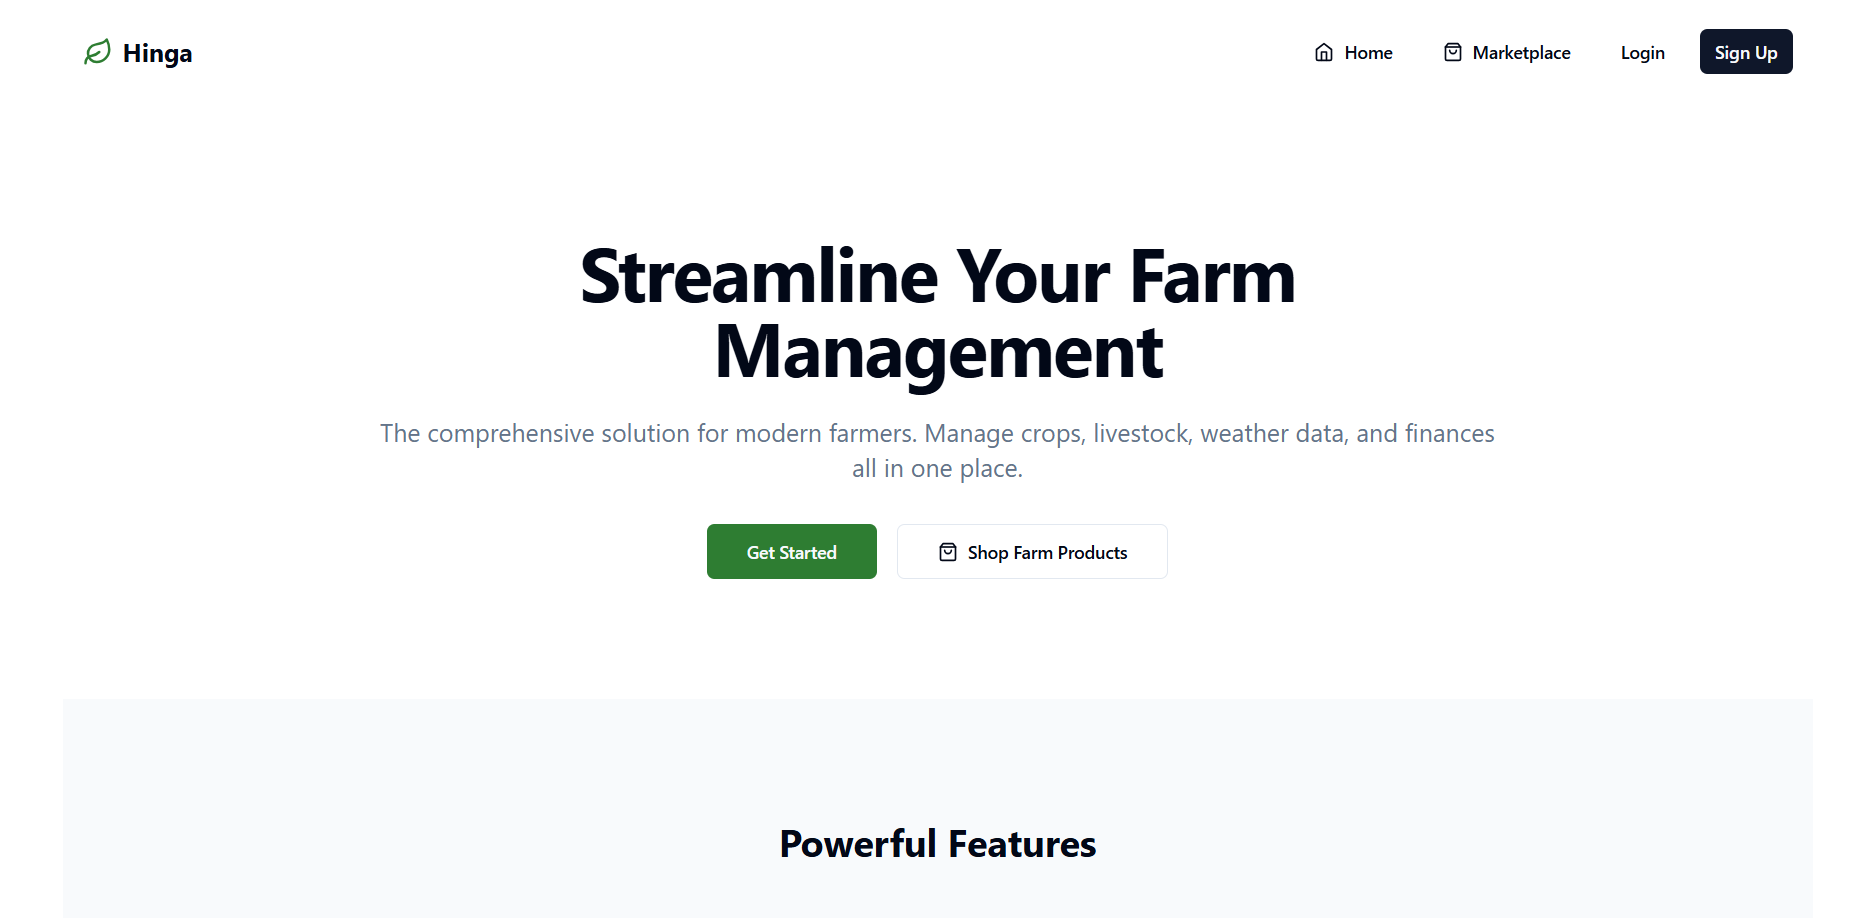 Hinga
Home
Marketplace
Login
Sign Up
Streamline Your Farm
Management
The comprehensive solution for modern farmers. Manage crops, livestock, weather data, and finances
all in one place.
Get Started
Shop Farm Products
Powerful Features